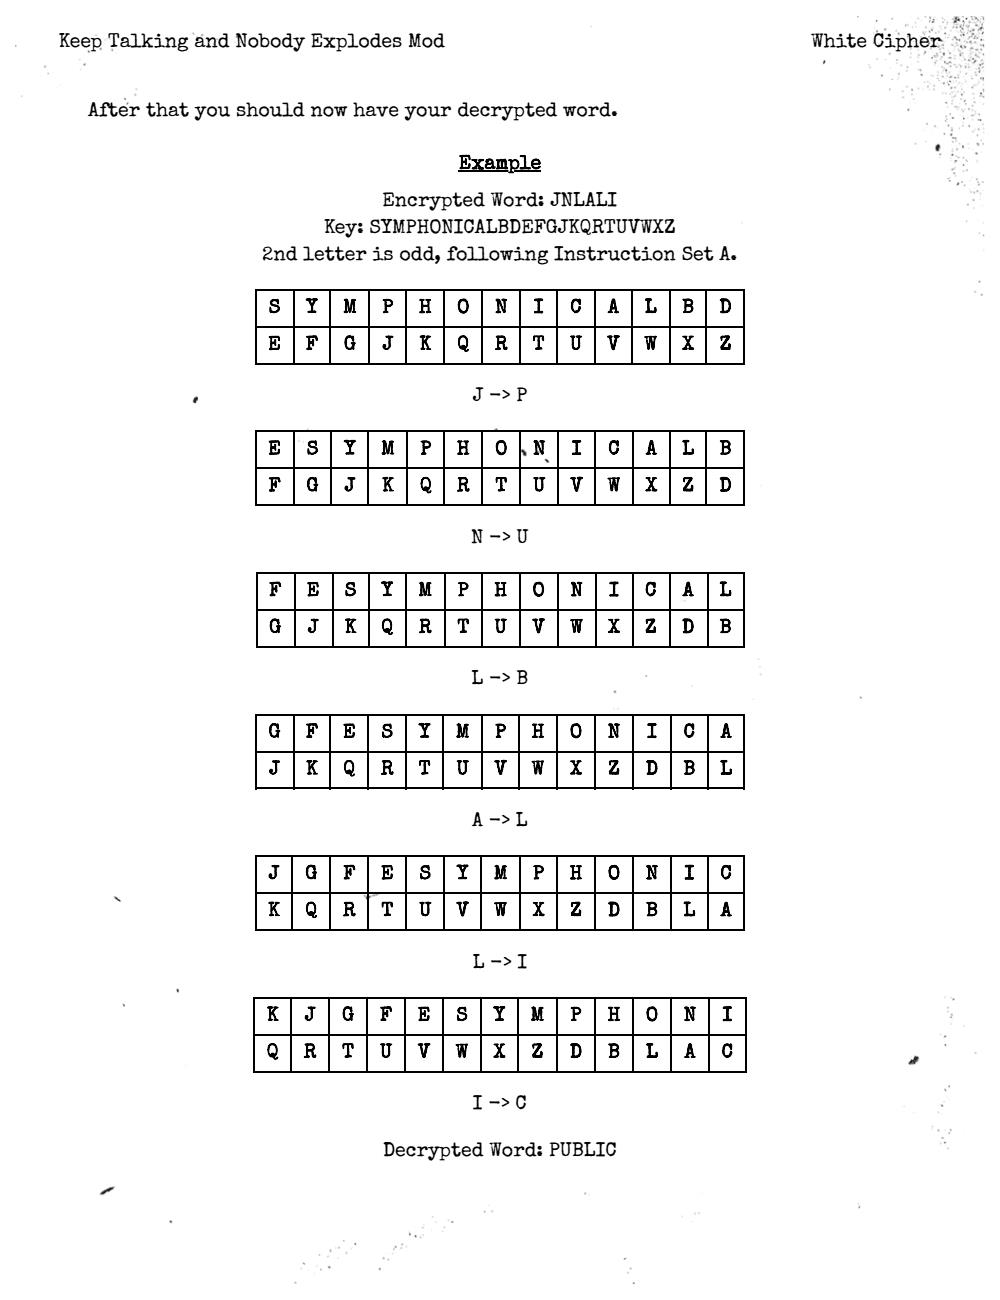 Keep Talking and Nobody Explodes Mod White Cipher
After that you should now have your decrypted word.
Example
Encrypted Word: JNLALI
Key: SYMPHONICALBDEFGJKQRTUVWXZ
2nd letter is odd, following Instruction Set A.
S Y M P H O N I C A L B D
E F G J K Q R T U V W X Z
J -> P
E S Y M P H O N I C A L B
F G J K Q R T U V W X Z D
N -> U
F E S Y M P H O N I C A L
G J K Q R T U V W X Z D B
L -> B
G F E S Y M P H O N I C A
J K Q R T U V W X Z D B L
A -> L
J G F E S Y M P H O N I C
K Q R T U V W X Z D B L A
L -> I
K J G F E S Y M P H O N I
Q R T U V W X Z D B L A C
I -> C
Decrypted Word: PUBLIC